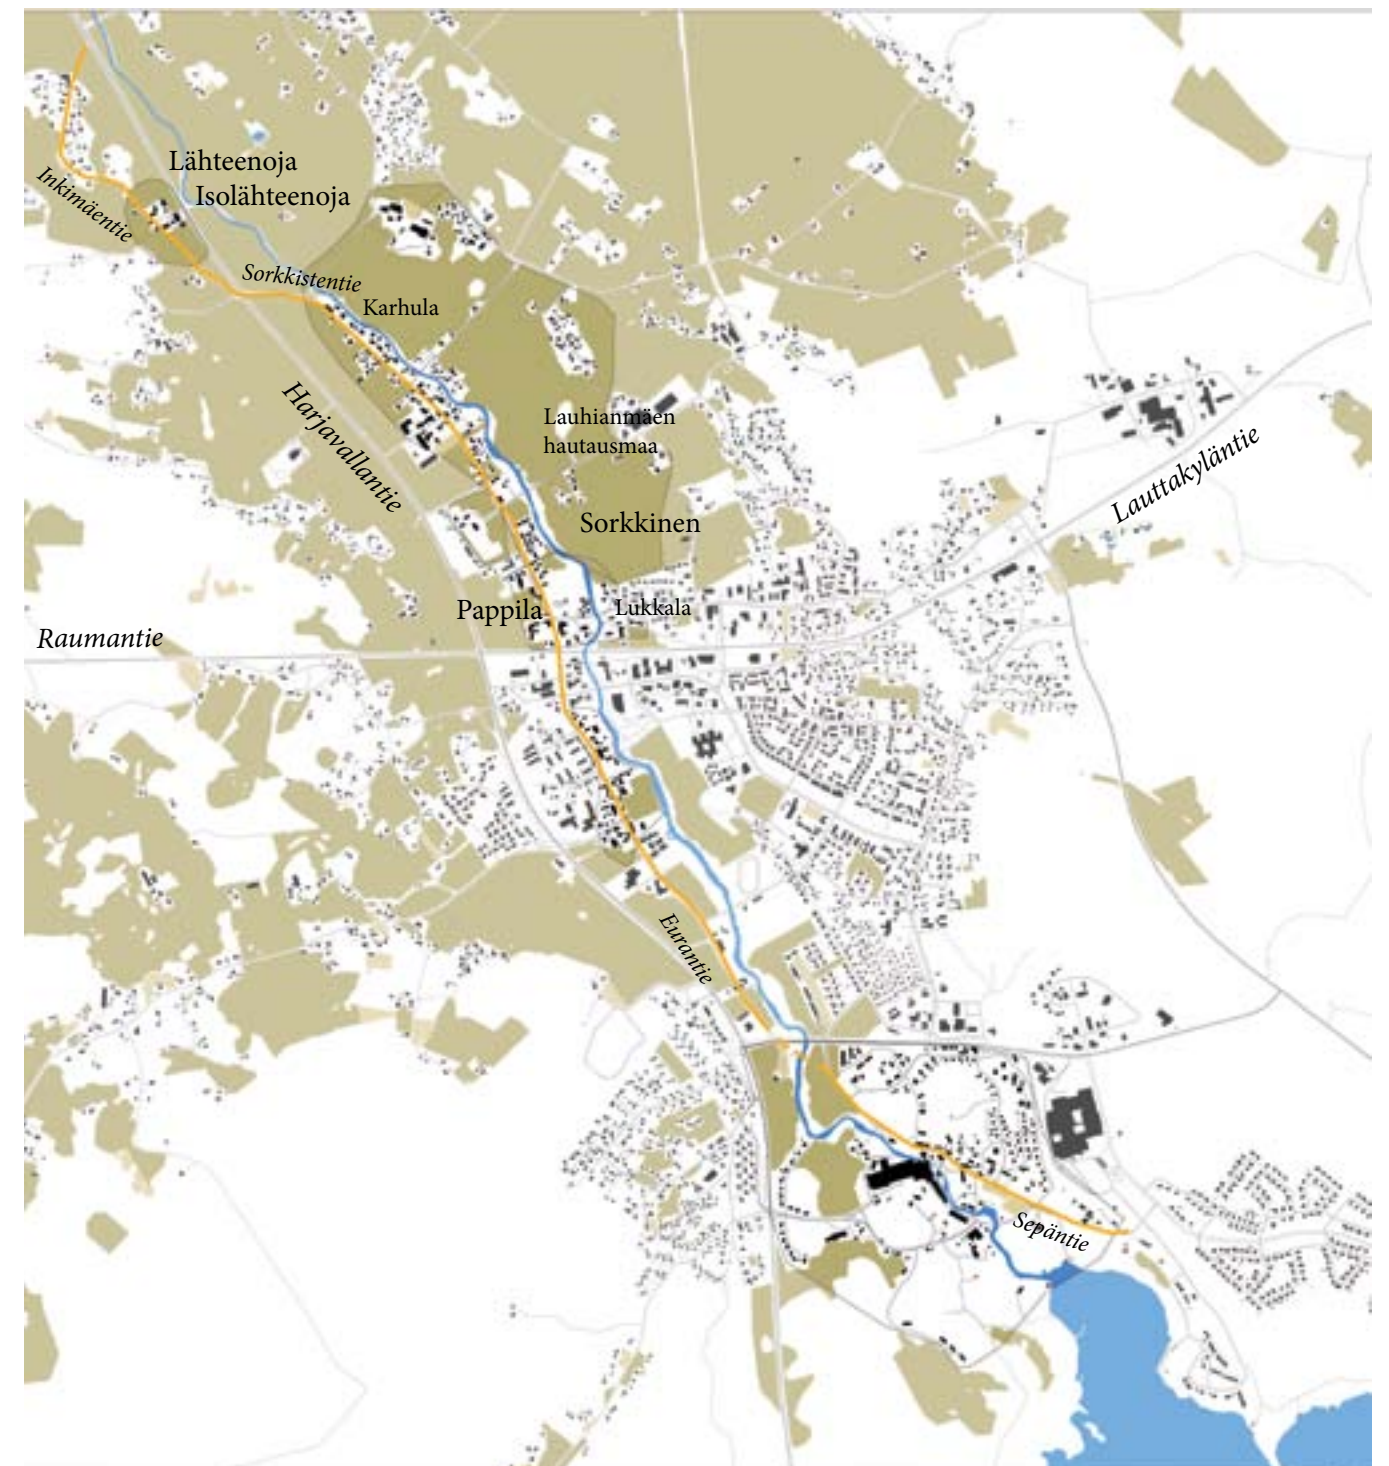 Lähteenoja
Isolähteenoja
Inkimäentie
Sorkkistentie
Karhula
Harjavallantie
Lauhianmäen
hautausmaa
Lauttakyläntie
Sorkkinen
Pappila
Lukkala
Raumantie
Eurantie
Sepäntie